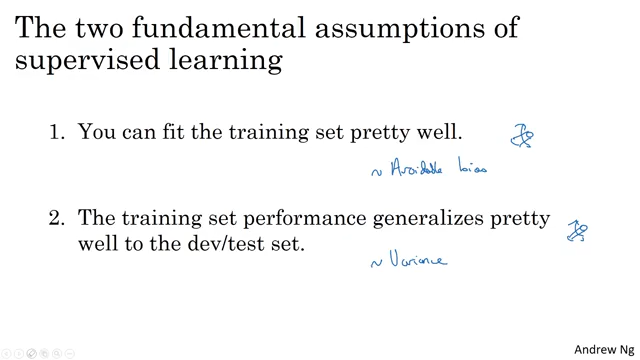 The two fundamental assumptions of
supervised learning
1. You can fit the training set pretty well.
~ Avoidable bias
2. The training set performance generalizes pretty
well to the dev/test set.
~ Variance
Andrew Ng